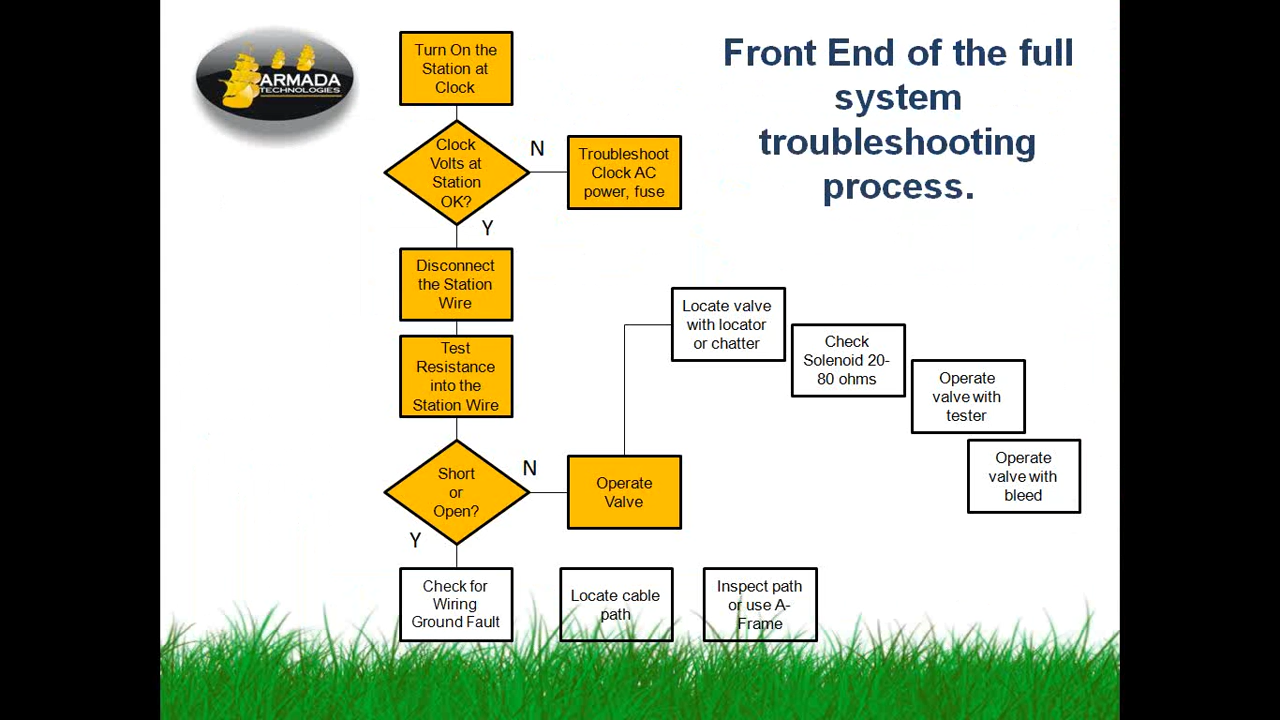 ARMADA
TECHNOLOGIES
Front End of the full
system
troubleshooting
process.
Turn On the
Station at
Clock
Clock
Volts at
Station
OK?
N
Troubleshoot
Clock AC
power, fuse
Y
Disconnect
the Station
Wire
Test
Resistance
into the
Station Wire
Short
or
Open?
N
Operate
Valve
Locate valve
with locator
or chatter
Check
Solenoid 20-
80 ohms
Operate
valve with
tester
Operate
valve with
bleed
Y
Check for
Wiring
Ground Fault
Locate cable
path
Inspect path
or use A-
Frame